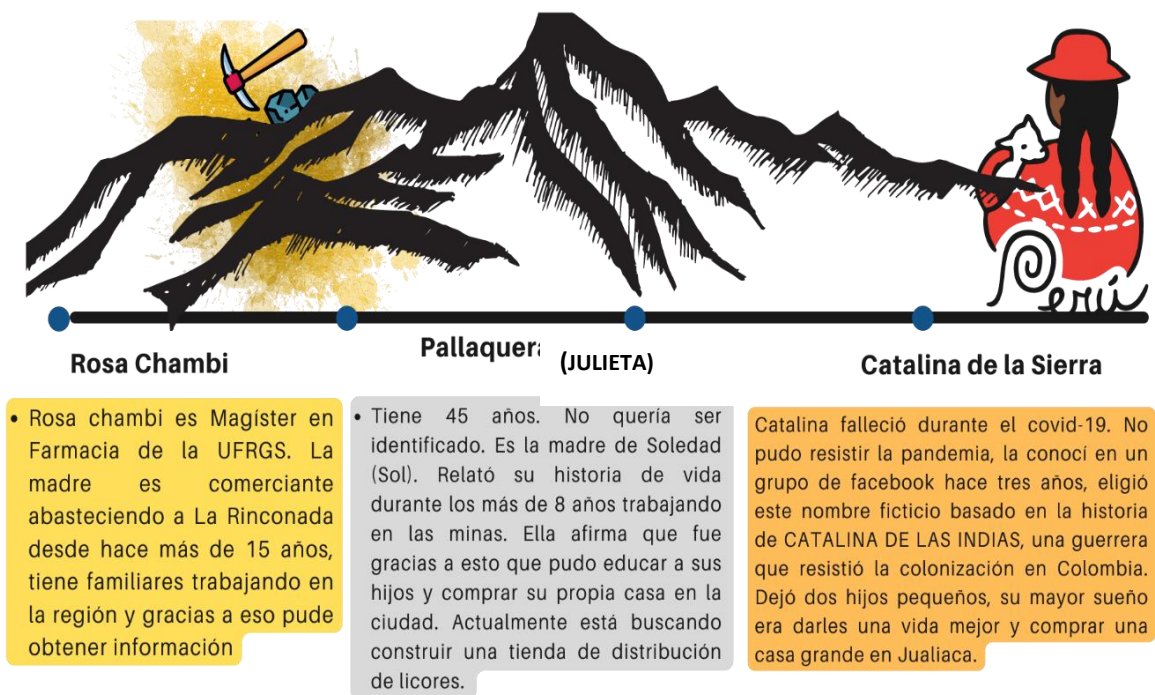 Perú
Rosa Chambi
Pallaquera
(JULIETA)
Catalina de la Sierra
• Rosa chambi es Magíster en
Farmacia de la UFRGS. La
madre es comerciante
abasteciendo a La Rinconada
desde hace más de 15 años,
tiene familiares trabajando en
la región y gracias a eso pude
obtener información
• Tiene 45 años. No quería ser
identificado. Es la madre de Soledad
(Sol). Relató su historia de vida
durante los más de 8 años trabajando
en las minas. Ella afirma que fue
gracias a esto que pudo educar a sus
hijos y comprar su propia casa en la
ciudad. Actualmente está buscando
construir una tienda de distribución
de licores.
Catalina falleció durante el covid-19. No
pudo resistir la pandemia, la conocí en un
grupo de facebook hace tres años, eligió
este nombre ficticio basado en la historia
de CATALINA DE LAS INDIAS, una guerrera
que resistió la colonización en Colombia.
Dejó dos hijos pequeños, su mayor sueño
era darles una vida mejor y comprar una
casa grande en Jualiaca.